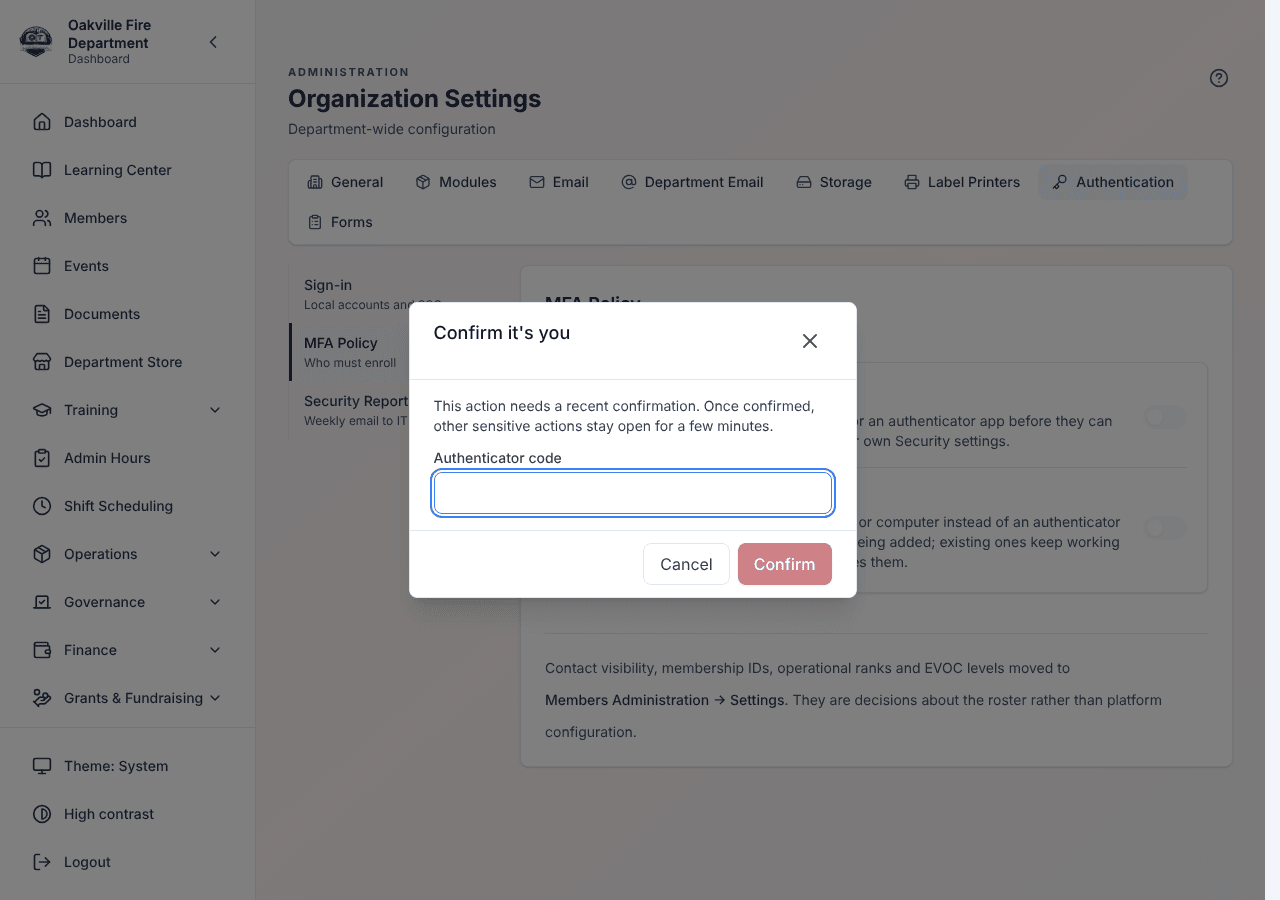 Oakville Fire
Department
Dashboard
Dashboard
Learning Center
Members
Events
Documents
Department Store
Training
Admin Hours
Shift Scheduling
Operations
Governance
Finance
Grants & Fundraising
Theme: System
High contrast
Logout
ADMINISTRATION
Organization Settings
Department-wide configuration
General
Modules
Email
Department Email
Storage
Label Printers
Authentication
Forms
Sign-in
Local accounts and
MFA Policy
Who must enroll
Security Report
Weekly email to IT
MFA Policy
an authenticator app before they can
own Security settings.
or computer instead of an authenticator
being added; existing ones keep working
them.
Contact visibility, membership IDs, operational ranks and EVOC levels moved to
Members Administration → Settings. They are decisions about the roster rather than platform
configuration.
Confirm it's you
This action needs a recent confirmation. Once confirmed,
other sensitive actions stay open for a few minutes.
Authenticator code
Cancel
Confirm